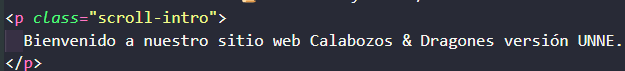 <p class="scroll-intro">
Bienvenido a nuestro sitio web Calabozos & Dragones versión UNNE.
</p>